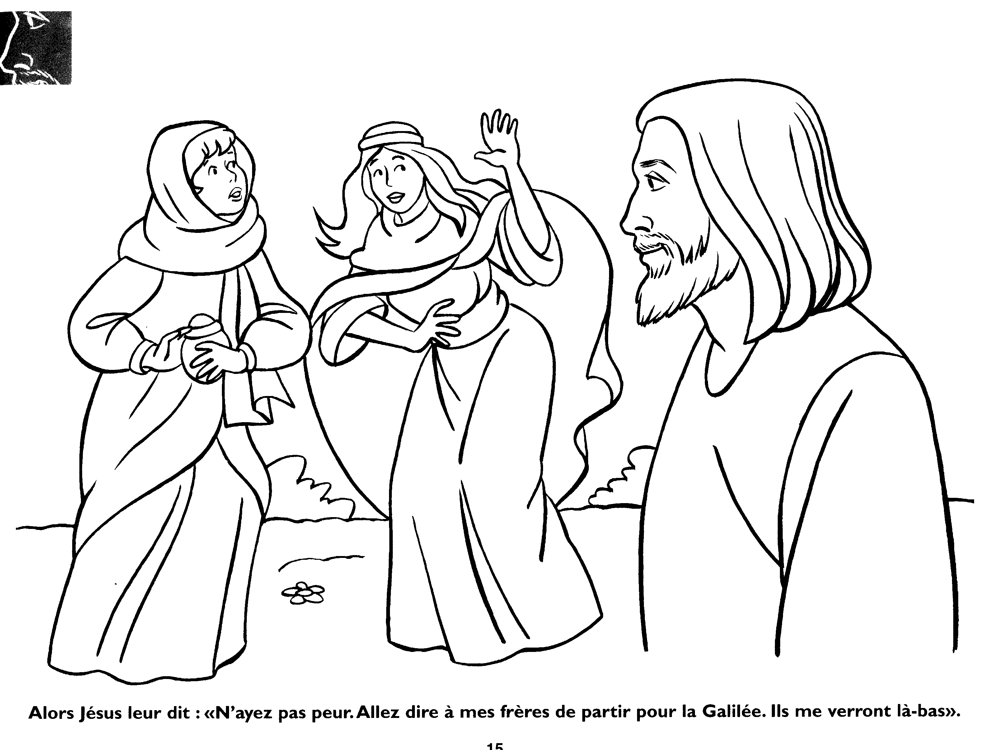 Alors Jésus leur dit : «N’ayez pas peur. Allez dire à mes frères de partir pour la Galilée. Ils me verront là-bas».
15